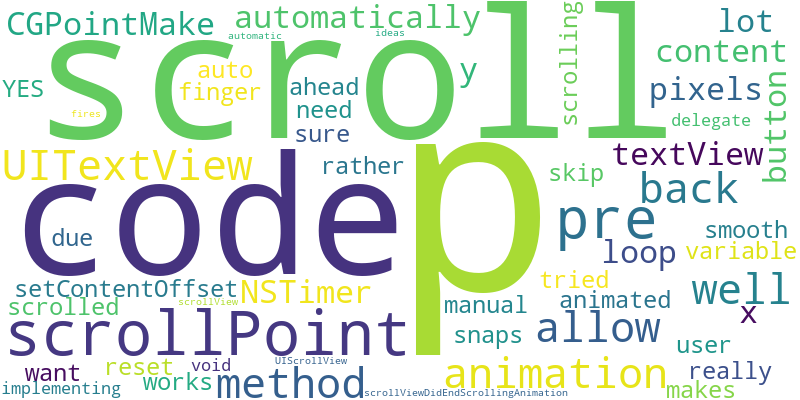 CGPointMake
automatically
automatic
ideas
scroll
scrolling
lot
content
y
auto
finger
ahead
pixels
YES
fires
need
sure
delegate
button
UITextView
code
p
rather
textView
skip
back
pre
due
smooth
loop
variable
setContentOffset
NSTimer
tried
animated
well
scrolled
scrollView
manual
x
scrollPoint
snaps
allow
user
want
reset
void
UIScrollView
animation
really
implementing
works
method
scrollViewDidEndScrollingAnimation
makes